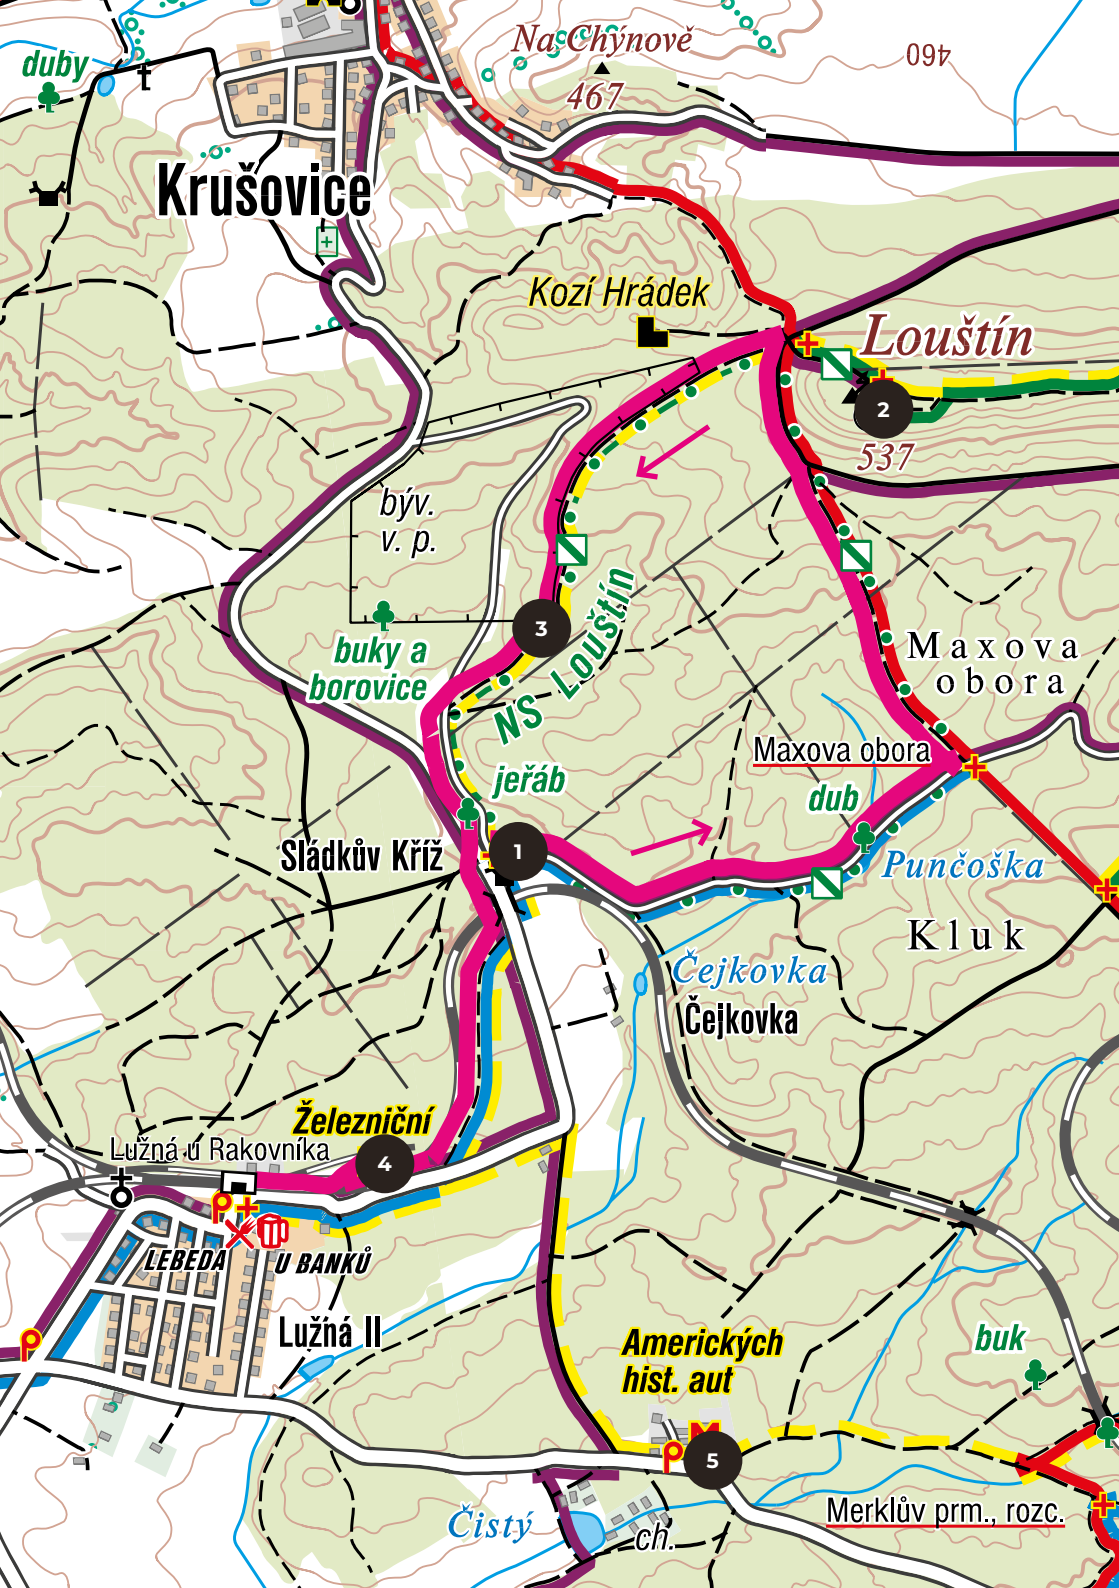 duby
Na Chýnově
467
460
Krušovice
Kozí Hrádek
Louštín
2
537
býv.
v. p.
3
buky a
borovice
NS LOUŠTÍN
Maxova
obora
Maxova obora
jeřáb
dub
Sládkův Kříž
1
Punčoška
Kluk
Čejkovka
Čejkovka
Železniční
Lužná u Rakovníka
4
P
LEBEDA
U BANKŮ
Lužná II
P
Amerických
hist. aut
buk
M
P
5
Merklův prm., rozc.
Čistý
ch.